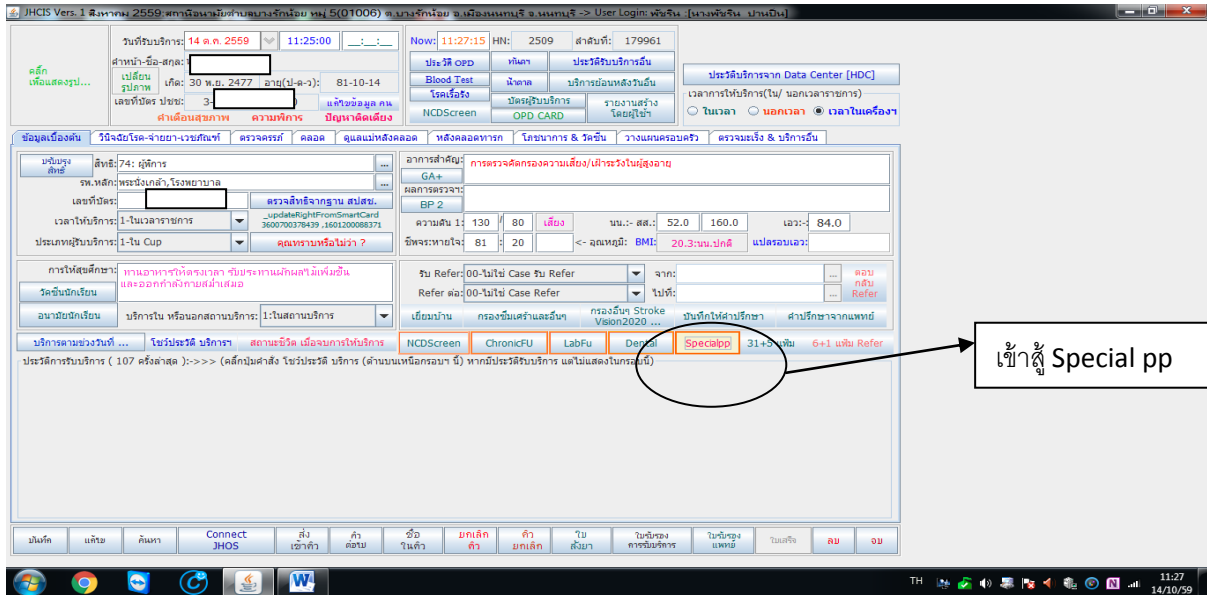 JHCIS Vers. 1 สิงหาคม 2559:สถานีอนามัยตำบลบางรักน้อย หมู่ 5(01006) ต.บางรักน้อย อ.เมืองนนทบุรี จ.นนทบุรี -> User Login: พัชริน :[นางพัชริน ปานปิ่น]
คลิ๊ก
เพื่อแสดงรูป...
วันที่รับบริการ: 14 ต.ค. 2559 11:25:00 __:__:__
คำหน้า-ชื่อ-สกุล:
เปลี่ยน
รูปภาพ
เกิด: 30 พ.ย. 2477 อายุ(ป-ด-ว): 81-10-14
เลขที่บัตร ปชช: 3- แก้ไขข้อมูล คน
ค่าเดือนสุขภาพ ความพิการ ปัญหาติดเตียง
Now: 11:27:15 HN: 2509 ลำดับที่: 179961
ประวัติ OPD ทันตฯ ประวัติรับบริการอื่น
Blood Test น้ำตาล บริการย้อนหลังวันอื่น
โรคเรื้อรัง บัตรผู้รับบริการ รายงานสร้าง
โดยผู้ใช้ฯ
NCDScreen OPD CARD
ประวัติบริการจาก Data Center [HDC]
เวลาการให้บริการ(ใน/ นอกเวลาราชการ)
ในเวลา นอกเวลา เวลาในเครื่องฯ
ข้อมูลเบื้องต้น วินิจฉัยโรค-จ่ายยา-เวชภัณฑ์ ตรวจครรภ์ คลอด ดูแลแม่หลังคลอด หลังคลอดทารก โภชนาการ & วัคซีน วางแผนครอบครัว ตรวจมะเร็ง & บริการอื่น
ปรับปรุง
สิทธิ์
สิทธิ: 74: ผู้พิการ ...
รพ.หลัก: พระนั่งเกล้า,โรงพยาบาล ...
เลขที่บัตร: ตรวจสิทธิจากฐาน สปสช.
เวลาให้บริการ: 1-ในเวลาราชการ
_updateRightFromSmartCard
3600700378439 ,1601200088371
ประเภทผู้รับบริการ: 1-ใน Cup คุณทราบหรือไม่ว่า ?
อาการสำคัญ: การตรวจคัดกรองความเสี่ยง/เฝ้าระวังในผู้สูงอายุ
GA+
ผลการตรวจฯ:
BP 2
ความดัน 1: 130 / 80 เสี่ยง นน.:- สส.: 52.0 160.0 เอว:-: 84.0
ชีพจร:หายใจ: 81 : 20 <- อุณหภูมิ: BMI: 20.3:นน.ปกติ แปลรอบเอว:
การให้สุขศึกษา: ทานอาหารให้ตรงเวลา รับประทานผักผลไม้เพิ่มขึ้น
และออกกำลังกายสม่ำเสมอ
วัคซีนนักเรียน
อนามัยนักเรียน บริการใน หรือนอกสถานบริการ: 1:ในสถานบริการ
รับ Refer: 00-ไม่ใช่ Case รับ Refer จาก: ...
Refer ต่อ: 00-ไม่ใช่ Case Refer ไปที่: ...
ตอบ
กลับ
Refer
เยี่ยมบ้าน กรองซึมเศร้าและอื่นๆ กรองอื่นๆ Stroke
Vision2020 ... บันทึกให้คำปรึกษา คำปรึกษาจากแพทย์
บริการตามช่วงวันที่ ... โชว์ประวัติ บริการฯ สถานะชีวิต เมื่อจบการให้บริการ NCDScreen ChronicFU LabFu Dental Specialpp 31+5 แฟ้ม 6+1 แฟ้ม Refer
ประวัติการรับบริการ ( 107 ครั้งล่าสุด ):->>> (คลิ๊กปุ่มคำสั่ง โชว์ประวัติ บริการ (ด้านบนเหนือกรอบฯ นี้) หากมีประวัติรับบริการ แต่ไม่แสดงในกรอบนี้)
เข้าสู้ Special pp
บันทึก แก้ไข ค้นหา Connect
JHOS ส่ง
เข้าคิว คิว
ต่อไป ชื่อ
ในคิว ยกเลิก
คิว คิว
ยกเลิก ใบ
สั่งยา ใบรับรอง
การรับบริการ ใบรับรอง
แพทย์ ใบเสร็จ ลบ จบ
TH 11:27
14/10/59